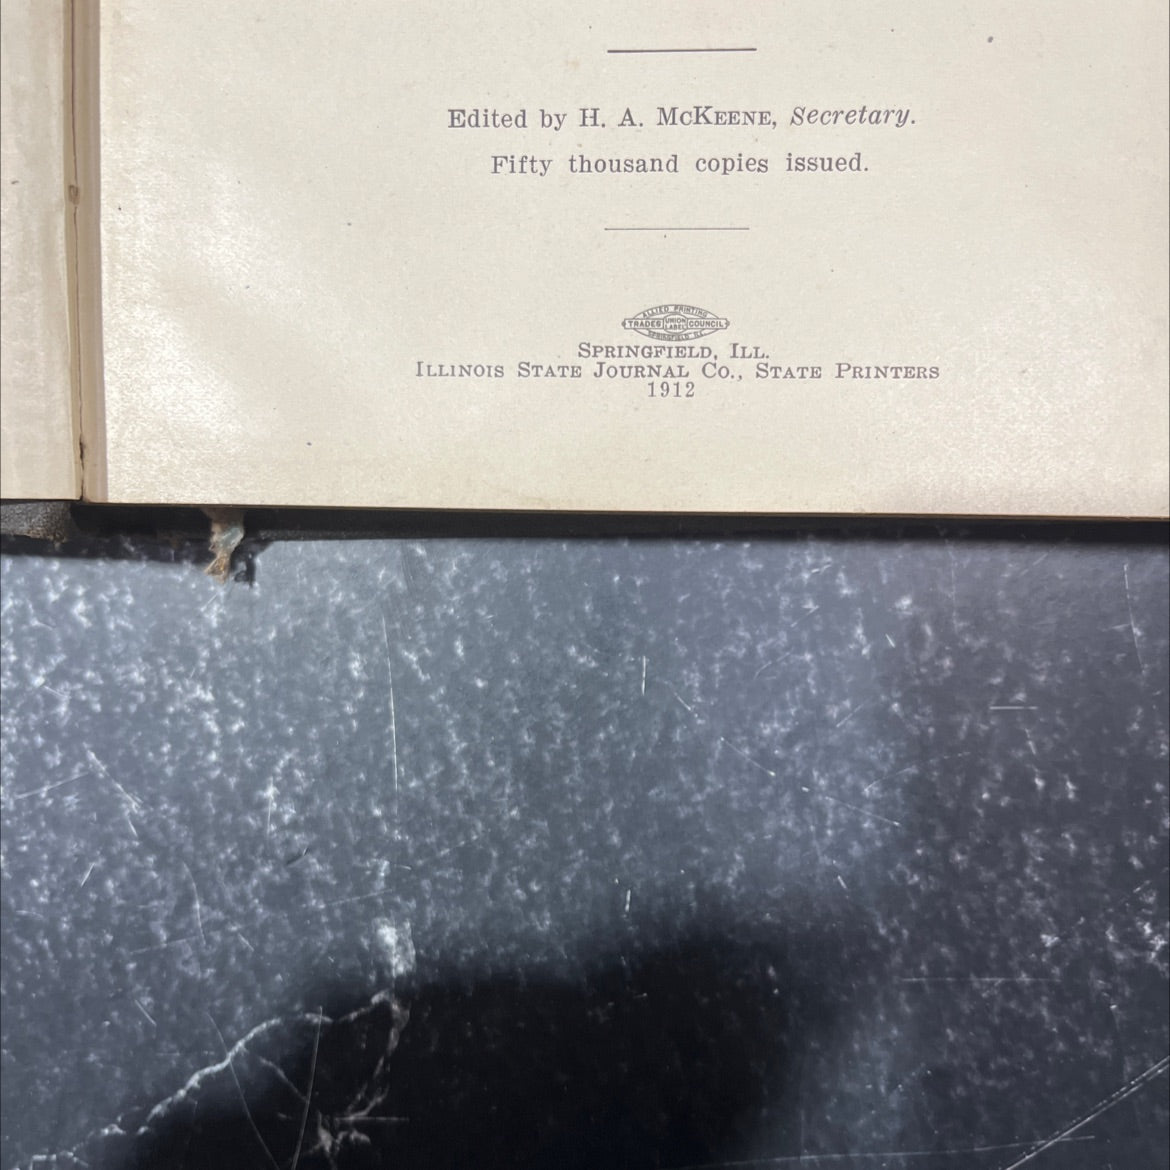 Edited by H. A. McKeene, Secretary.
Fifty thousand copies issued.
ALLIED PRINTING
TRADES UNION LABEL COUNCIL
SPRINGFIELD ILL.
Springfield, Ill.
Illinois State Journal Co., State Printers
1912